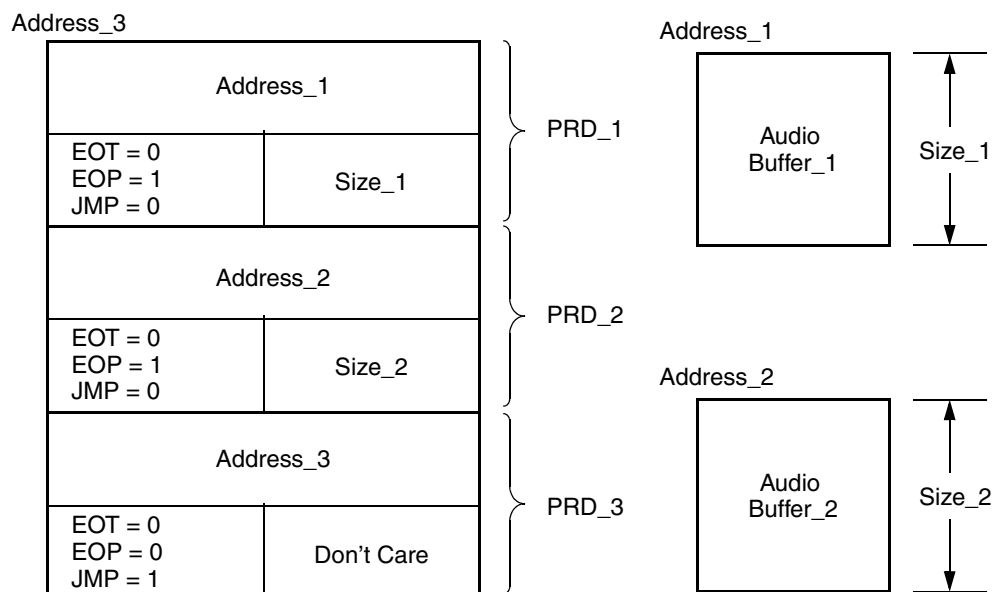 Address_3
Address_1
EOT = 0
EOP = 1
JMP = 0
Size_1
PRD_1
Address_2
EOT = 0
EOP = 1
JMP = 0
Size_2
PRD_2
Address_3
EOT = 0
EOP = 0
JMP = 1
Don't Care
PRD_3
Address_1
Audio
Buffer_1
Size_1
Address_2
Audio
Buffer_2
Size_2